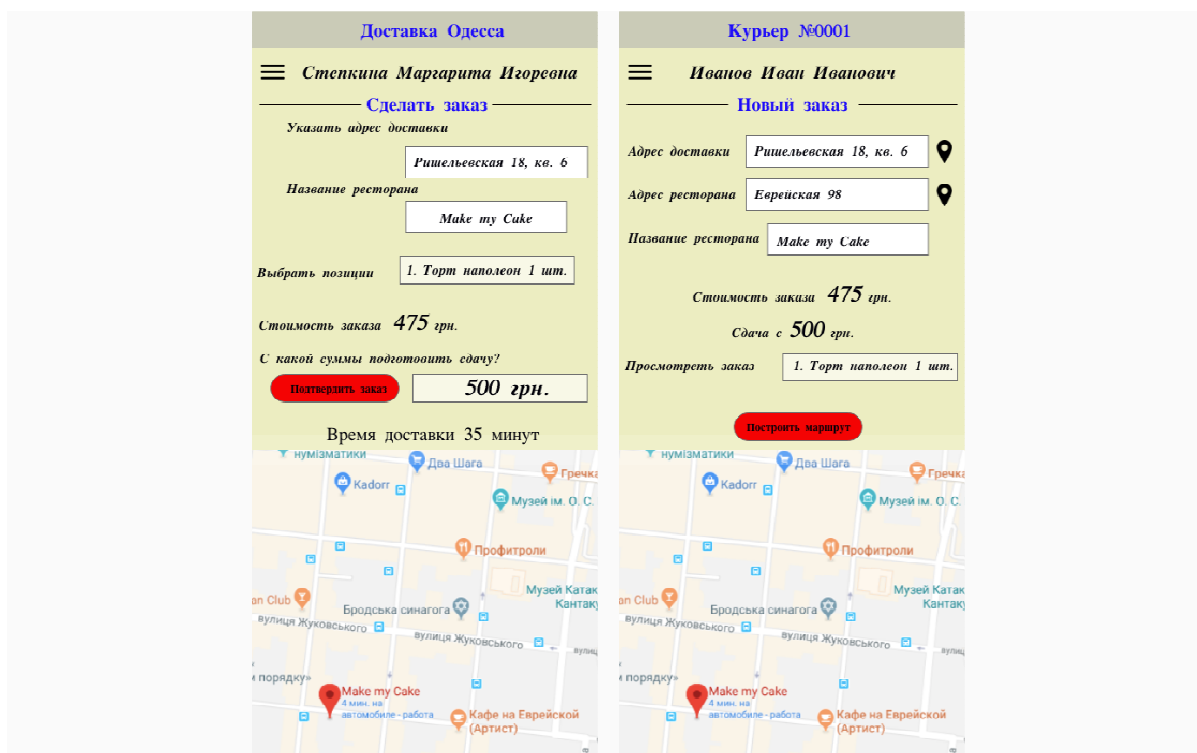 Доставка Одесса
Степкина Маргарита Игоревна
Сделать заказ
Указать адрес доставки
Ришельевская 18, кв. 6
Название ресторана
Make my Cake
Выбрать позиции
1. Торт наполеон 1 шт.
Стоимость заказа 475 грн.
С какой суммы подготовить сдачу?
Подтвердить заказ
500 грн.
Время доставки 35 минут
нумізматики
Два Шага
Гречка
Kadorr
Музей ім. О. С.
Профитроли
Музей Катак
Кантаку
an Club
Бродська синагога
вулиця Жуковського
вулиця Жуковського
вулиц
порядку»
Make my Cake
4 мин. на
автомобиле - работа
Кафе на Еврейской
(Артист)
Курьер №0001
Иванов Иван Иванович
Новый заказ
Адрес доставки
Ришельевская 18, кв. 6
Адрес ресторана
Еврейская 98
Название ресторана
Make my Cake
Стоимость заказа 475 грн.
Сдача с 500 грн.
Просмотреть заказ
1. Торт наполеон 1 шт.
Построить маршрут
нумізматики
Два Шага
Гречка
Kadorr
Музей ім. О. С.
Профитроли
Музей Катак
Кантаку
an Club
Бродська синагога
вулиця Жуковського
вулиця Жуковського
вулиц
порядку»
Make my Cake
4 мин. на
автомобиле - работа
Кафе на Еврейской
(Артист)